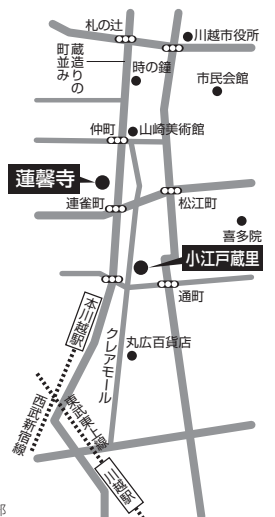 札の辻
川越市役所
蔵造りの
町並み
時の鐘
市民会館
仲町
山崎美術館
蓮馨寺
連雀町
松江町
喜多院
小江戸蔵里
通町
本川越駅
クレアモール
丸広百貨店
西武新宿線
東武東上線
川越駅
部